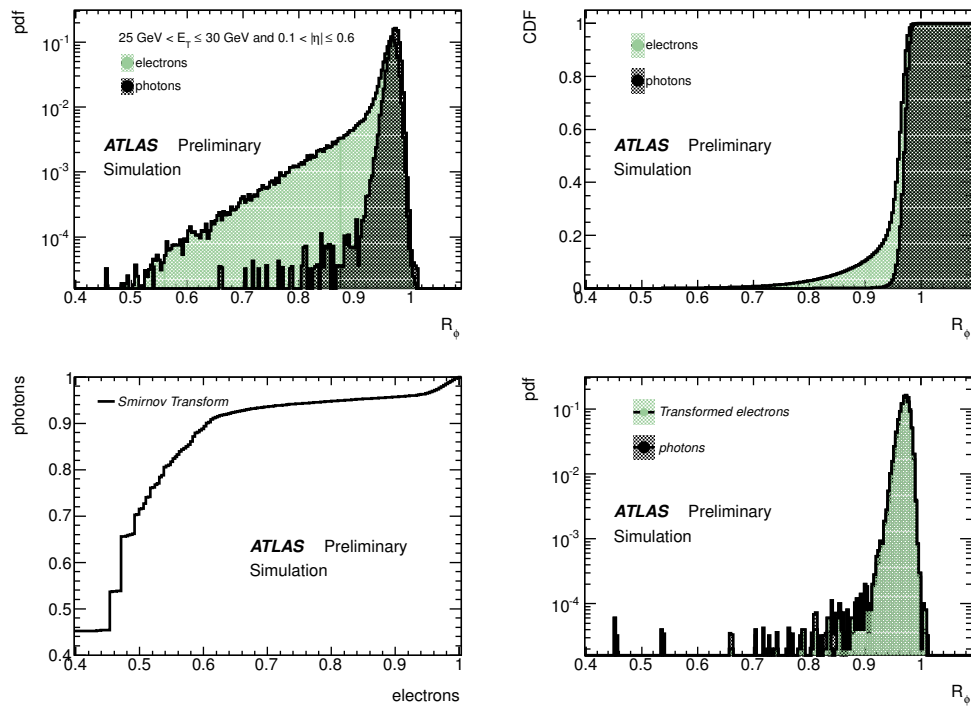 pdf
25 GeV < E_T ≤ 30 GeV and 0.1 < |η| ≤ 0.6
electrons
photons
ATLAS Preliminary
Simulation
10⁻¹
10⁻²
10⁻³
10⁻⁴
0.4 0.5 0.6 0.7 0.8 0.9 1
R_ϕ
CDF
electrons
photons
ATLAS Preliminary
Simulation
1
0.8
0.6
0.4
0.2
0
0.4 0.5 0.6 0.7 0.8 0.9 1
R_ϕ
photons
Smirnov Transform
ATLAS Preliminary
Simulation
1
0.9
0.8
0.7
0.6
0.5
0.4
0.4 0.5 0.6 0.7 0.8 0.9 1
electrons
pdf
Transformed electrons
photons
ATLAS Preliminary
Simulation
10⁻¹
10⁻²
10⁻³
10⁻⁴
0.4 0.5 0.6 0.7 0.8 0.9 1
R_ϕ